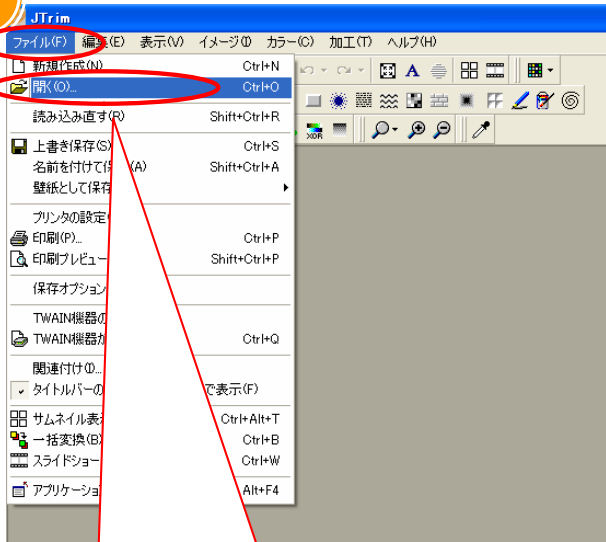 JTrim
ファイル(F) 編集(E) 表示(V) イメージ(I) カラー(C) 加工(T) ヘルプ(H)
新規作成(N) Ctrl+N
開く(O)... Ctrl+O
読み込み直す(R) Shift+Ctrl+R
上書き保存(S) Ctrl+S
名前を付けて(A) Shift+Ctrl+A
壁紙として保存
プリンタの設定
印刷(P)... Ctrl+P
印刷プレビュー Shift+Ctrl+P
保存オプション
TWAIN機器の
TWAIN機器か Ctrl+Q
関連付け(I)...
タイトルバーの で表示(F)
サムネイル表 Ctrl+Alt+T
一括変換(B) Ctrl+B
スライドショー Ctrl+W
アプリケーショ Alt+F4
A
XOR